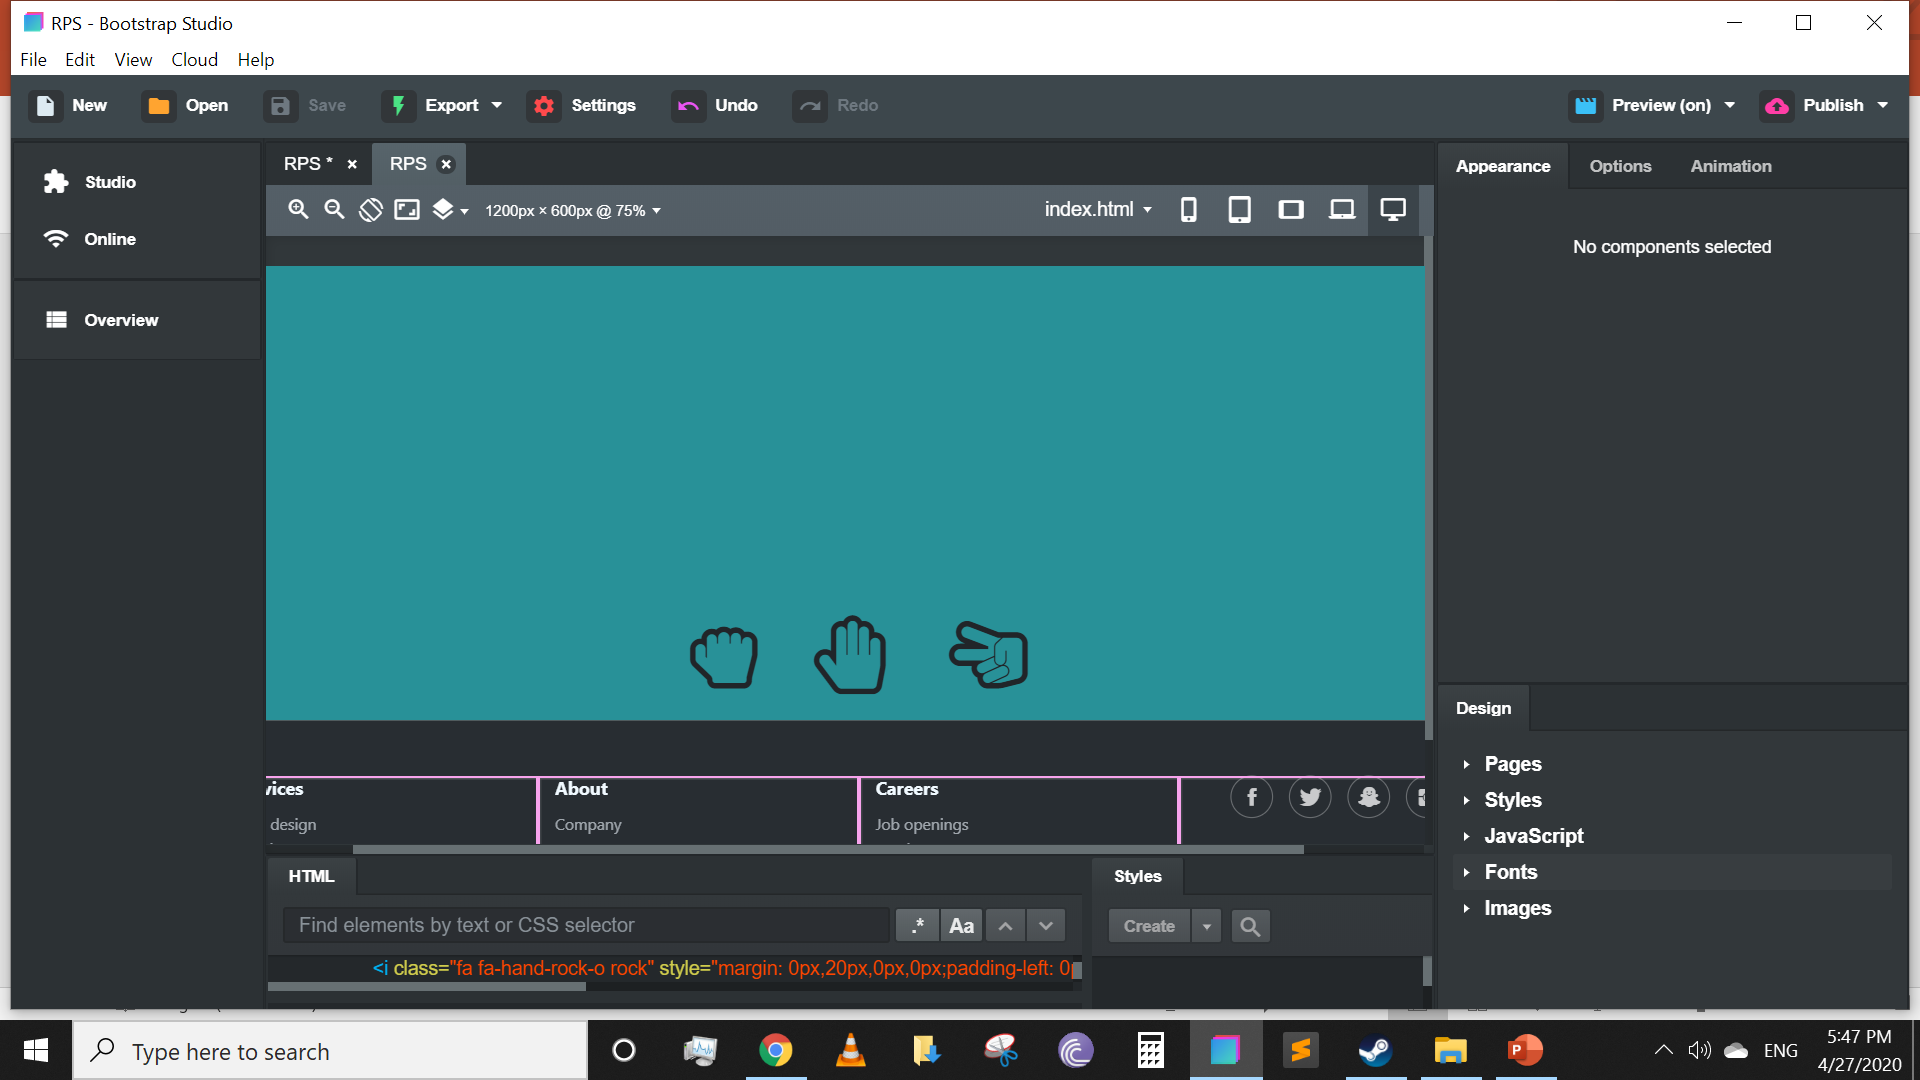 RPS - Bootstrap Studio
File Edit View Cloud Help
New Open Save Export Settings Undo Redo Preview (on) Publish
Studio
Online
Overview
RPS * RPS
1200px × 600px @ 75% index.html
Appearance Options Animation
No components selected
vices About Careers
design Company Job openings
HTML
Find elements by text or CSS selector
.* Aa
<i class="fa fa-hand-rock-o rock" style="margin: 0px,20px,0px,0px;padding-left: 0
Styles
Create
Design
Pages
Styles
JavaScript
Fonts
Images
Type here to search
ENG
5:47 PM
4/27/2020